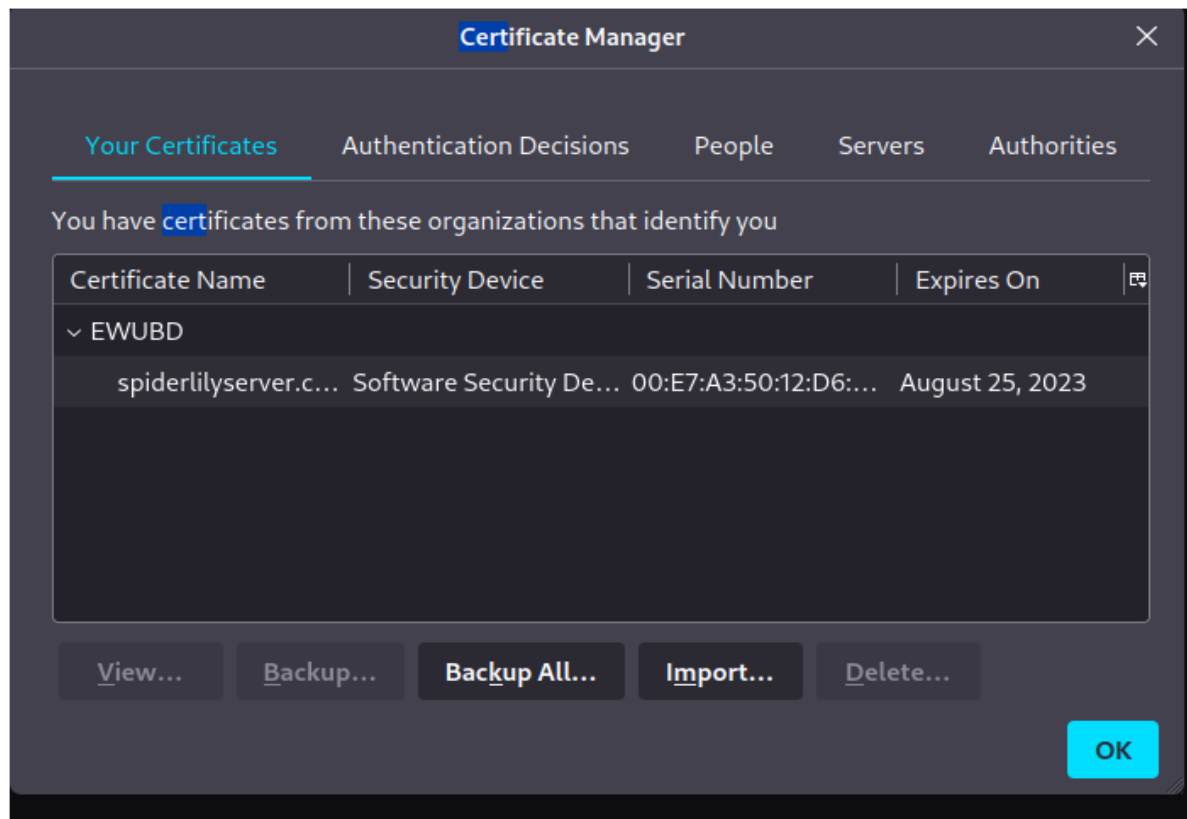 Certificate Manager
Your Certificates Authentication Decisions People Servers Authorities
You have certificates from these organizations that identify you
Certificate Name Security Device Serial Number Expires On
EWUBD
spiderlilyserver.c... Software Security De... 00:E7:A3:50:12:D6:... August 25, 2023
View... Backup... Backup All... Import... Delete...
OK